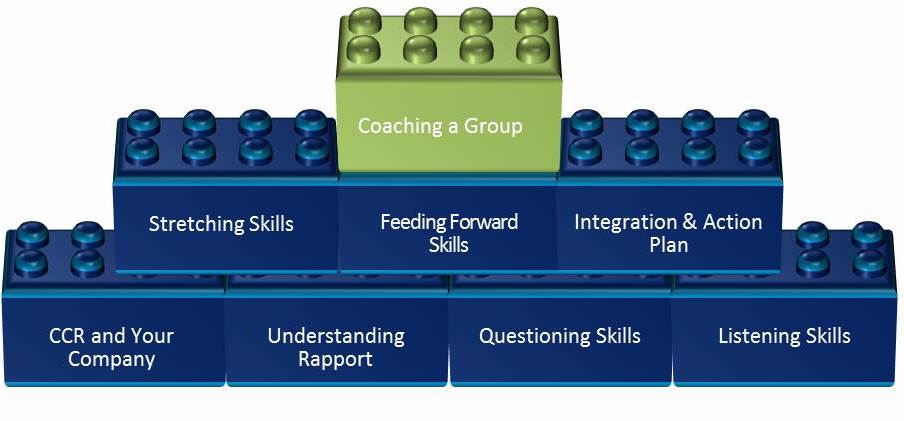 Coaching a Group
Stretching Skills
Feeding Forward
Skills
Integration & Action
Plan
CCR and Your
Company
Understanding
Rapport
Questioning Skills
Listening Skills